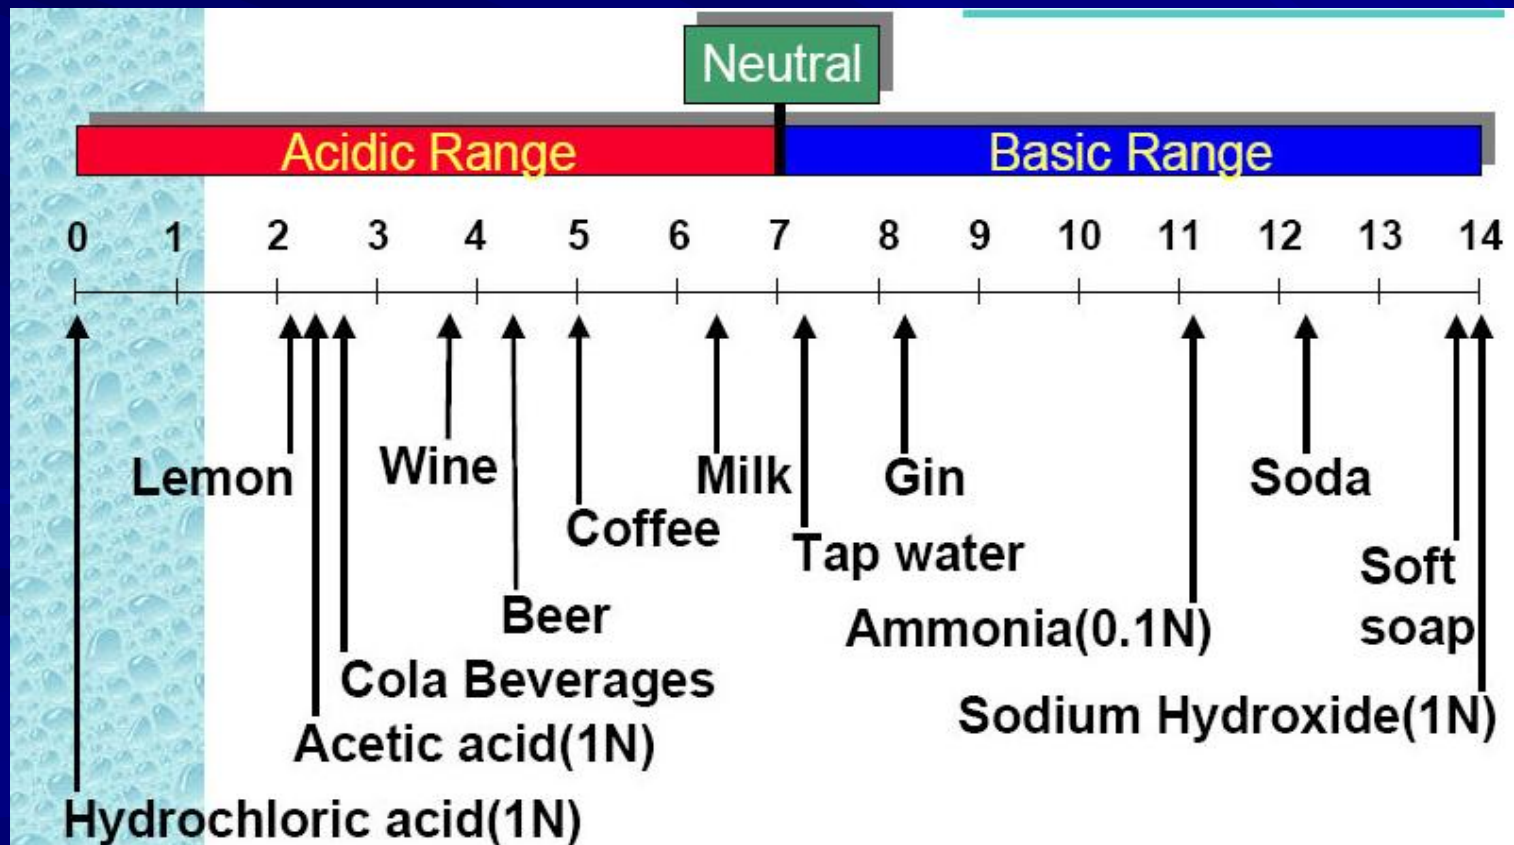 Neutral
Acidic Range Basic Range
0 1 2 3 4 5 6 7 8 9 10 11 12 13 14
Lemon Wine Milk Gin Soda
Coffee Tap water Soft
soap
Beer Ammonia(0.1N)
Cola Beverages
Sodium Hydroxide(1N)
Acetic acid(1N)
Hydrochloric acid(1N)